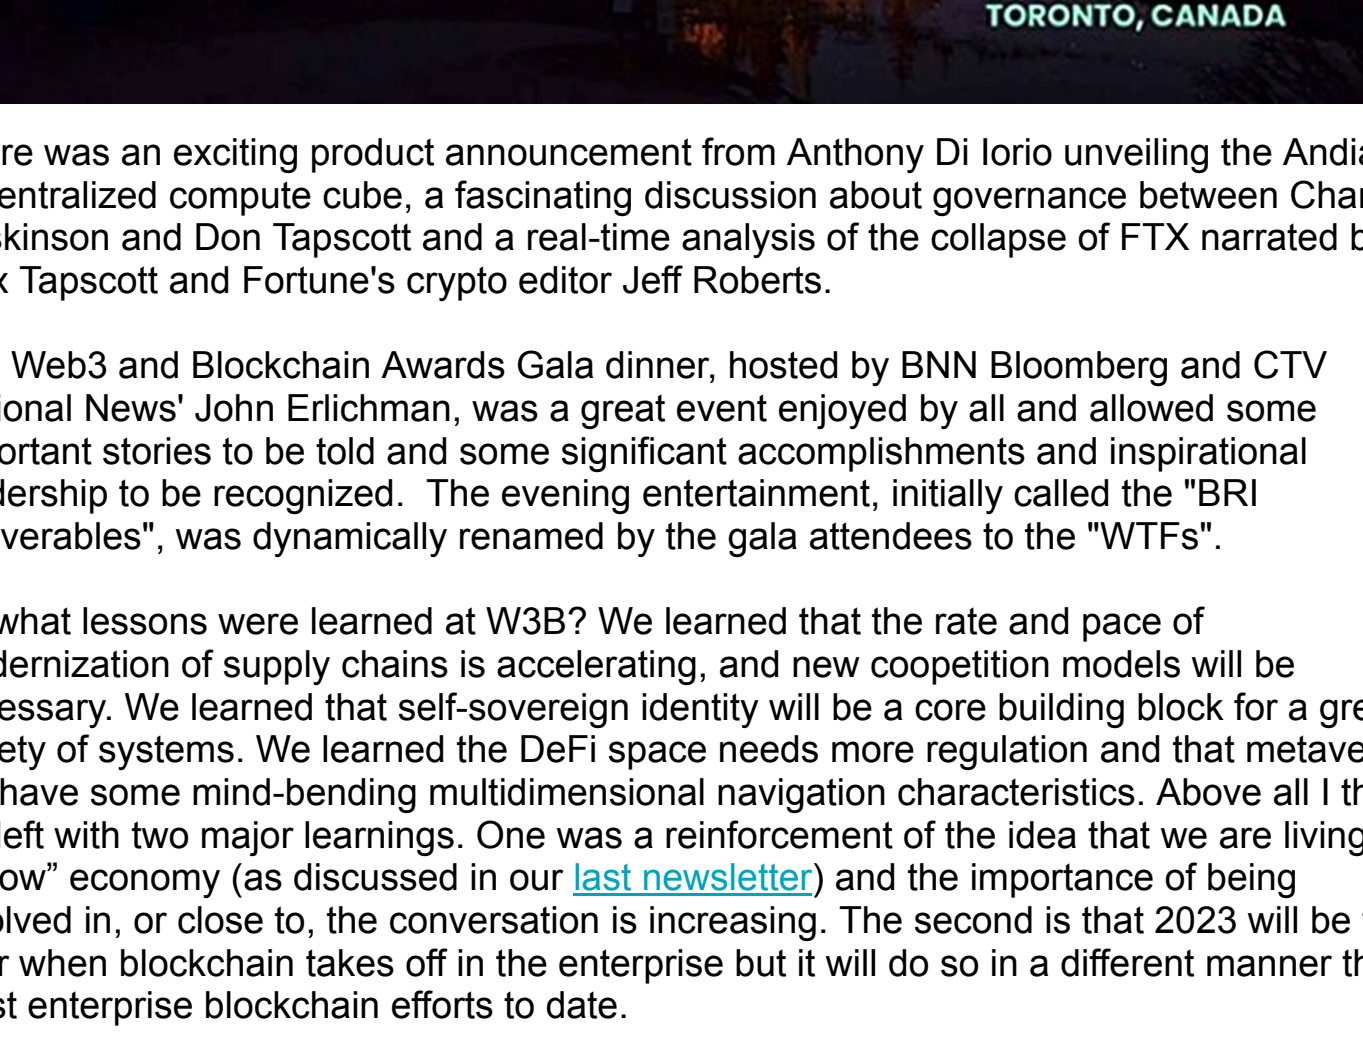 TORONTO, CANADA
re was an exciting product announcement from Anthony Di Iorio unveiling the Andia
entralized compute cube, a fascinating discussion about governance between Char
skinson and Don Tapscott and a real-time analysis of the collapse of FTX narrated b
x Tapscott and Fortune's crypto editor Jeff Roberts.
Web3 and Blockchain Awards Gala dinner, hosted by BNN Bloomberg and CTV
ional News' John Erlichman, was a great event enjoyed by all and allowed some
ortant stories to be told and some significant accomplishments and inspirational
dership to be recognized.  The evening entertainment, initially called the "BRI
verables", was dynamically renamed by the gala attendees to the "WTFs".
what lessons were learned at W3B? We learned that the rate and pace of
dernization of supply chains is accelerating, and new coopetition models will be
essary. We learned that self-sovereign identity will be a core building block for a gre
ety of systems. We learned the DeFi space needs more regulation and that metave
have some mind-bending multidimensional navigation characteristics. Above all I th
left with two major learnings. One was a reinforcement of the idea that we are living
ow” economy (as discussed in our last newsletter) and the importance of being
olved in, or close to, the conversation is increasing. The second is that 2023 will be
r when blockchain takes off in the enterprise but it will do so in a different manner th
st enterprise blockchain efforts to date.